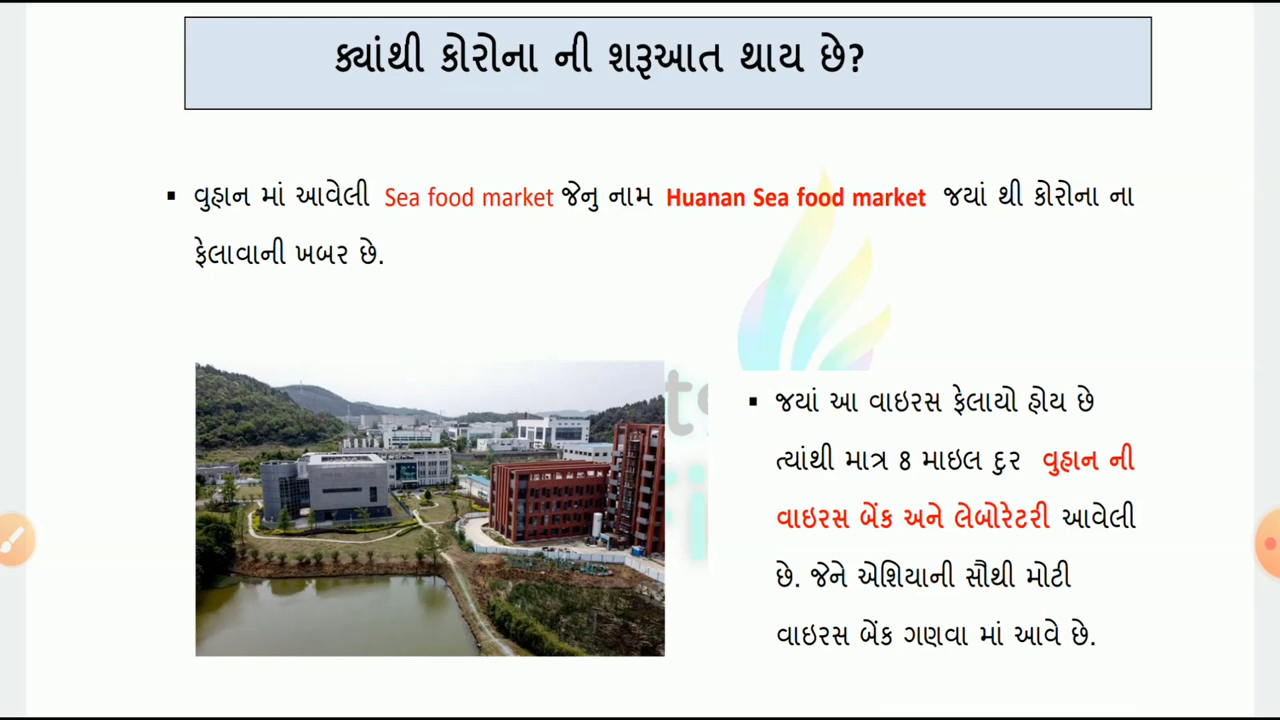 ક્યાંથી કોરોના ની શરૂઆત થાય છે?
▪ વુહાન માં આવેલી Sea food market જેનુ નામ Huanan Sea food market જયાં થી કોરોના ના
ફેલાવાની ખબર છે.
▪ જયાં આ વાઇરસ ફેલાયો હોય છે
ત્યાંથી માત્ર 8 માઇલ દુર વુહાન ની
વાઇરસ બેંક અને લેબોરેટરી આવેલી
છે. જેને એશિયાની સૌથી મોટી
વાઇરસ બેંક ગણવા માં આવે છે.